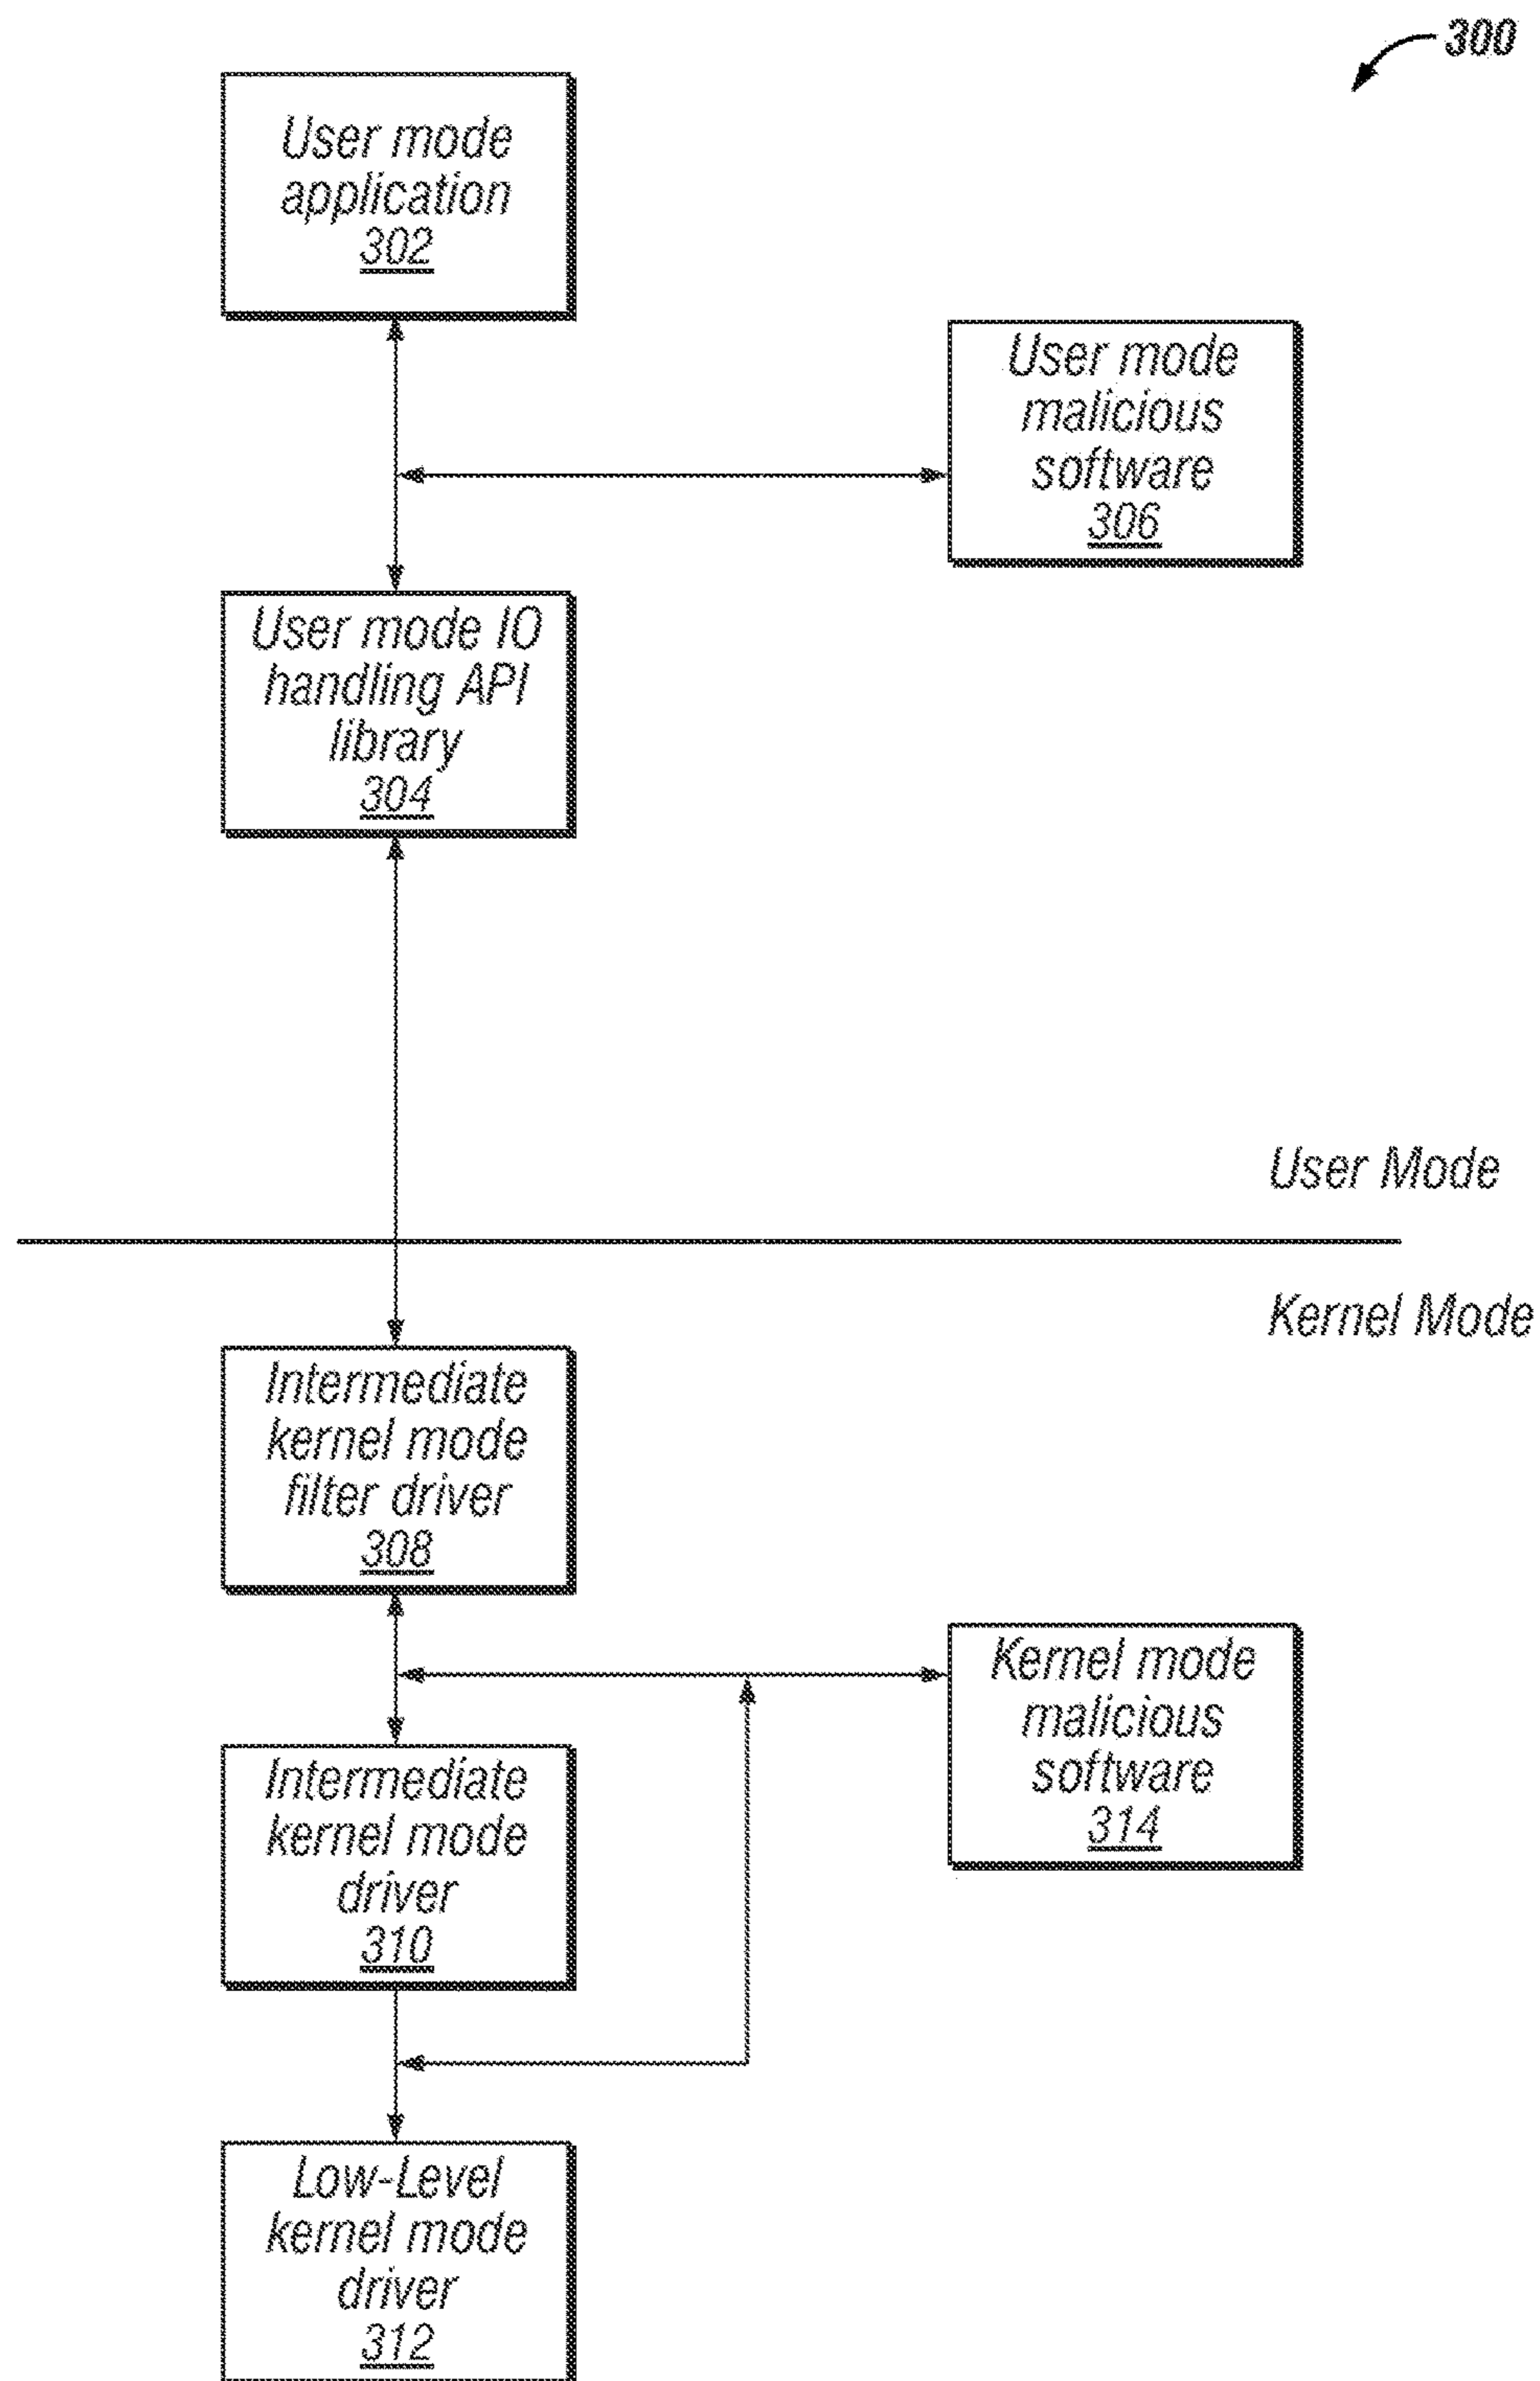 300
User mode
application
302
User mode
malicious
software
306
User mode IO
handling API
library
304
User Mode
Kernel Mode
Intermediate
kernel mode
filter driver
308
Kernel mode
malicious
software
314
Intermediate
kernel mode
driver
310
Low-Level
kernel mode
driver
312